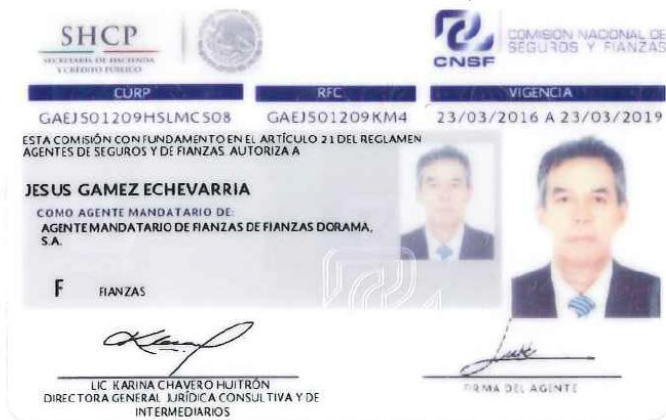 SHCP
SECRETARÍA DE HACIENDA
Y CRÉDITO PÚBLICO
CNSF
COMISIÓN NACIONAL DE
SEGUROS Y FIANZAS
CURP
RFC
VIGENCIA
GAEJ501209HSLMCS08
GAEJ501209KM4
23/03/2016 A 23/03/2019
ESTA COMISIÓN CON FUNDAMENTO EN EL ARTÍCULO 21 DEL REGLAMEN
AGENTES DE SEGUROS Y DE FIANZAS. AUTORIZA A
JESUS GAMEZ ECHEVARRIA
COMO AGENTE MANDATARIO DE:
AGENTE MANDATARIO DE FIANZAS DE FIANZAS DORAMA,
S.A.
F FIANZAS
LIC KARINA CHAVERO HUITRÓN
DIRECTORA GENERAL JURÍDICA CONSULTIVA Y DE
INTERMEDIARIOS
FIRMA DEL AGENTE